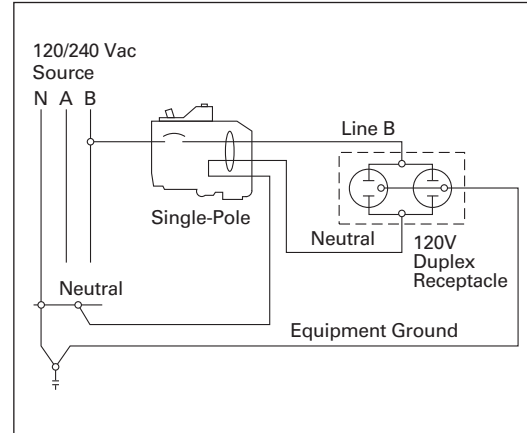 120/240 Vac
Source
N A B
Line B
Single-Pole
Neutral
120V
Duplex
Receptacle
Neutral
Equipment Ground